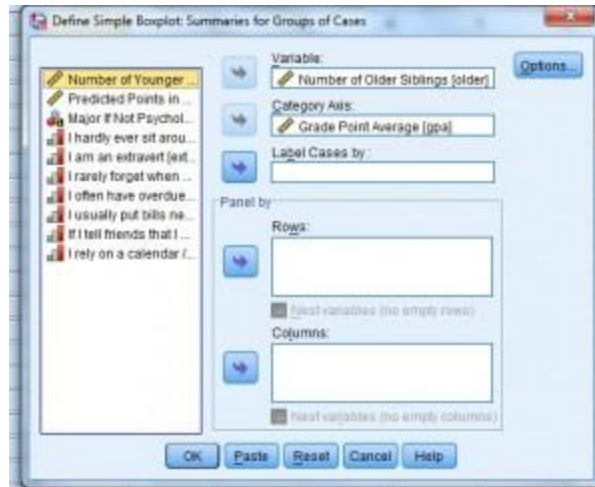 Define Simple Boxplot: Summaries for Groups of Cases
Number of Younger ...
Predicted Points in ...
Major If Not Psychol...
I hardly ever sit arou...
I am an extravert [ext...
I rarely forget when ...
I often have overdue...
I usually put bills ne...
If I tell friends that I ...
I rely on a calendar /...
Variable:
Number of Older Siblings [older]
Category Axis:
Grade Point Average [gpa]
Label Cases by:
Panel by
Rows:
Nest variables (no empty rows)
Columns:
Nest variables (no empty columns)
Options...
OK
Paste
Reset
Cancel
Help